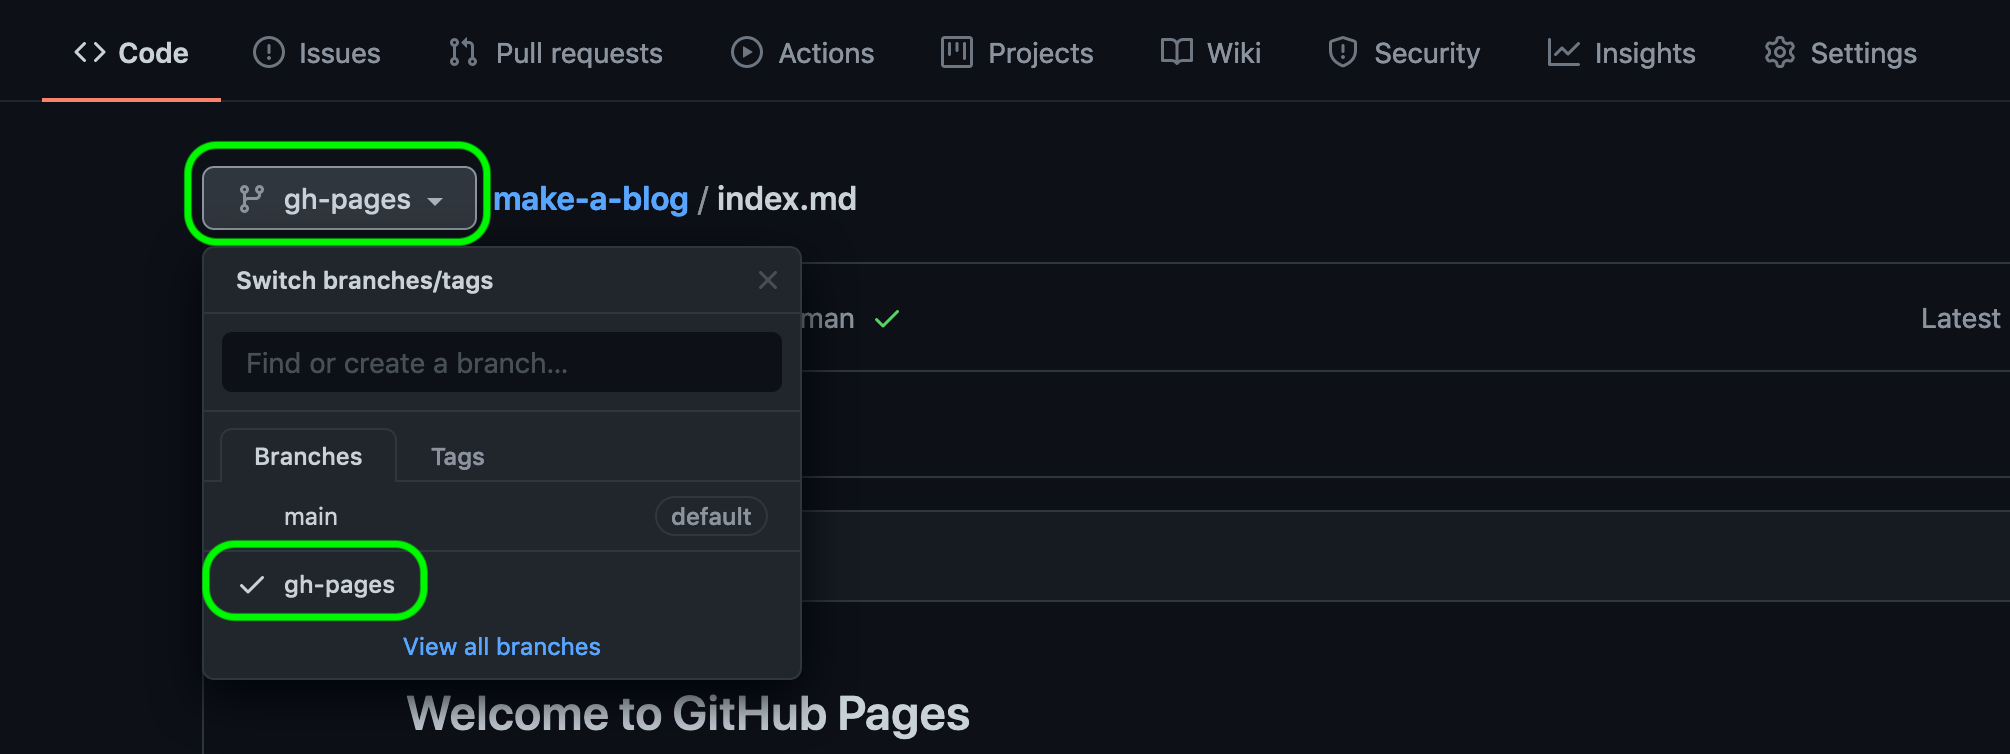 Code Issues Pull requests Actions Projects Wiki Security Insights Settings
gh-pages make-a-blog / index.md
Switch branches/tags
man Latest
Find or create a branch...
Branches Tags
main default
gh-pages
View all branches
Welcome to GitHub Pages